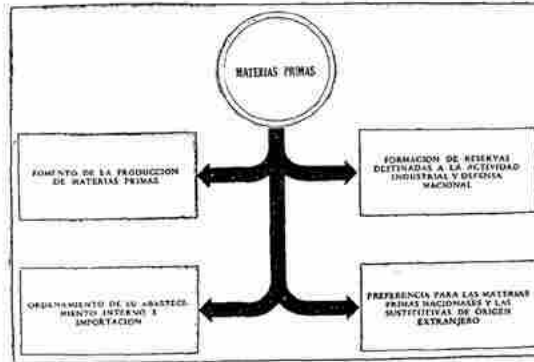 MATERIAS PRIMAS
FOMENTO DE LA PRODUCCION
DE MATERIAS PRIMAS
FORMACION DE RESERVAS
DESTINADAS A LA ACTIVIDAD
INDUSTRIAL Y DEFENSA
NACIONAL
ORDENAMIENTO DE SU ABASTECI-
MIENTO INTERNO E
IMPORTACION
PREFERENCIA PARA LAS MATERIAS
PRIMAS NACIONALES Y LAS
SUSTITUTIVAS DE ORIGEN
EXTRANJERO